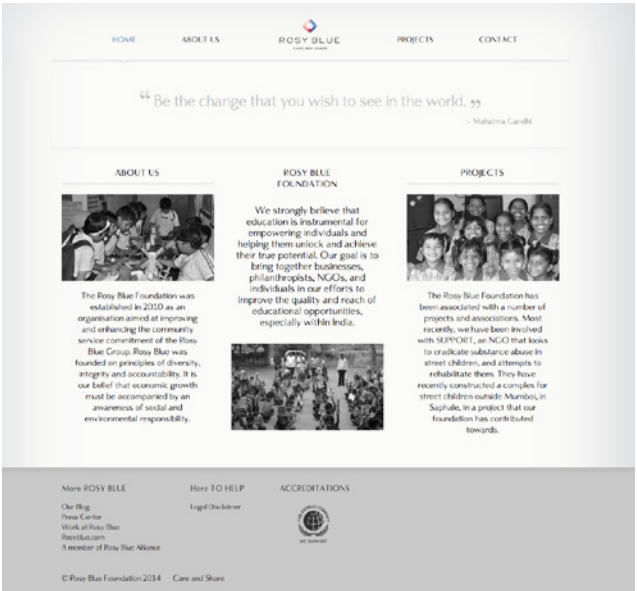 HOME
ABOUT US
ROSY BLUE
CARE AND SHARE
PROJECTS
CONTACT
“ Be the change that you wish to see in the world. ”
- Mahatma Gandhi
ABOUT US
The Rosy Blue Foundation was
established in 2010 as an
organisation aimed at improving
and enhancing the community
service commitment of the Rosy
Blue Group. Rosy Blue was
founded on principles of diversity,
integrity and accountability. It is
our belief that economic growth
must be accompanied by an
awareness of social and
environmental responsibility.
ROSY BLUE
FOUNDATION
We strongly believe that
education is instrumental for
empowering individuals and
helping them unlock and achieve
their true potential. Our goal is to
bring together businesses,
philanthropists, NGOs, and
individuals in our efforts to
improve the quality and reach of
educational opportunities,
especially within India.
PROJECTS
The Rosy Blue Foundation has
been associated with a number of
projects and associations. Most
recently, we have been involved
with SUPPORT, an NGO that looks
to eradicate substance abuse in
street children, and attempts to
rehabilitate them. They have
recently constructed a complex for
street children outside Mumbai, in
Saphale, in a project that our
foundation has contributed
towards.
More ROSY BLUE
Our Blog
Press Center
Work at Rosy Blue
Rosyblue.com
A member of Rosy Blue Alliance
Here TO HELP
Legal Disclaimer
ACCREDITATIONS
WE SUPPORT
© Rosy Blue Foundation 2014
Care and Share